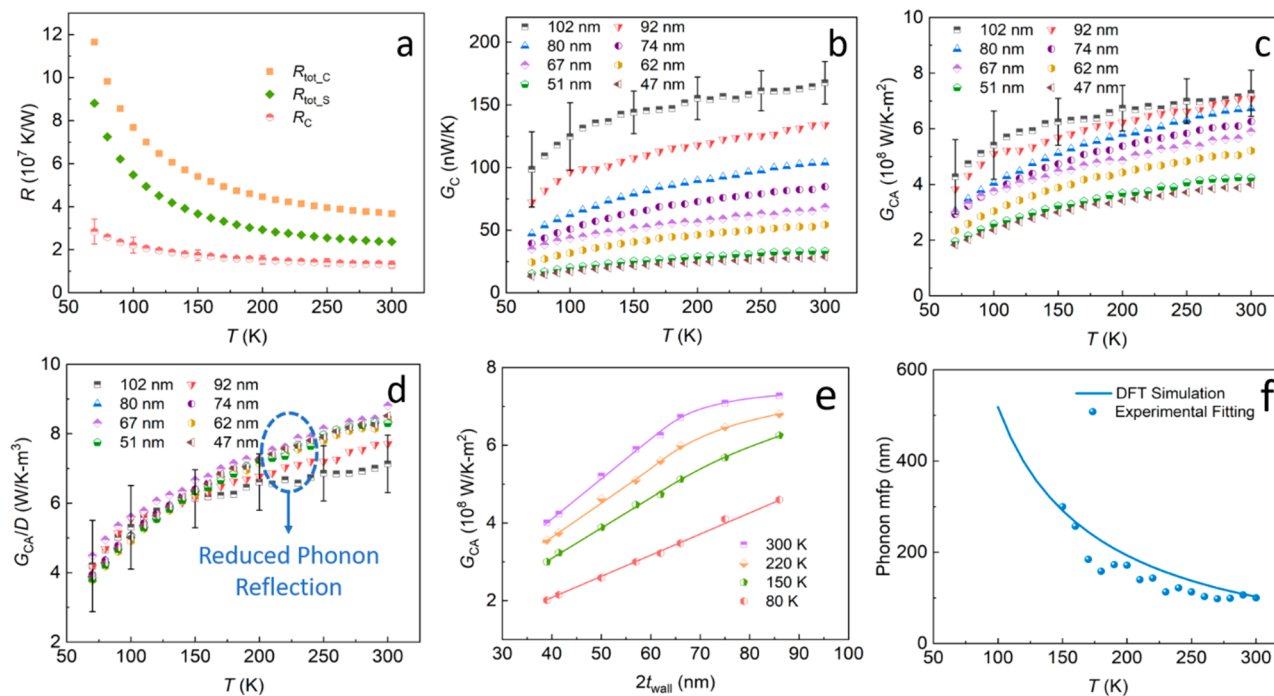 a
R (10⁷ K/W)
12
10
8
6
4
2
0
R_tot_C
R_tot_S
R_C
50 100 150 200 250 300
T (K)
b
G_C (nW/K)
200
150
100
50
0
102 nm 92 nm
80 nm 74 nm
67 nm 62 nm
51 nm 47 nm
50 100 150 200 250 300
T (K)
c
G_CA (10⁸ W/K-m²)
10
8
6
4
2
0
102 nm 92 nm
80 nm 74 nm
67 nm 62 nm
51 nm 47 nm
50 100 150 200 250 300
T (K)
d
G_CA/D (W/K-m³)
10
8
6
4
2
102 nm 92 nm
80 nm 74 nm
67 nm 62 nm
51 nm 47 nm
Reduced Phonon
Reflection
50 100 150 200 250 300
T (K)
e
G_CA (10⁸ W/K-m²)
8
6
4
2
300 K
220 K
150 K
80 K
30 40 50 60 70 80 90 100
2t_wall (nm)
f
Phonon mfp (nm)
600
400
200
0
DFT Simulation
Experimental Fitting
50 100 150 200 250 300
T (K)